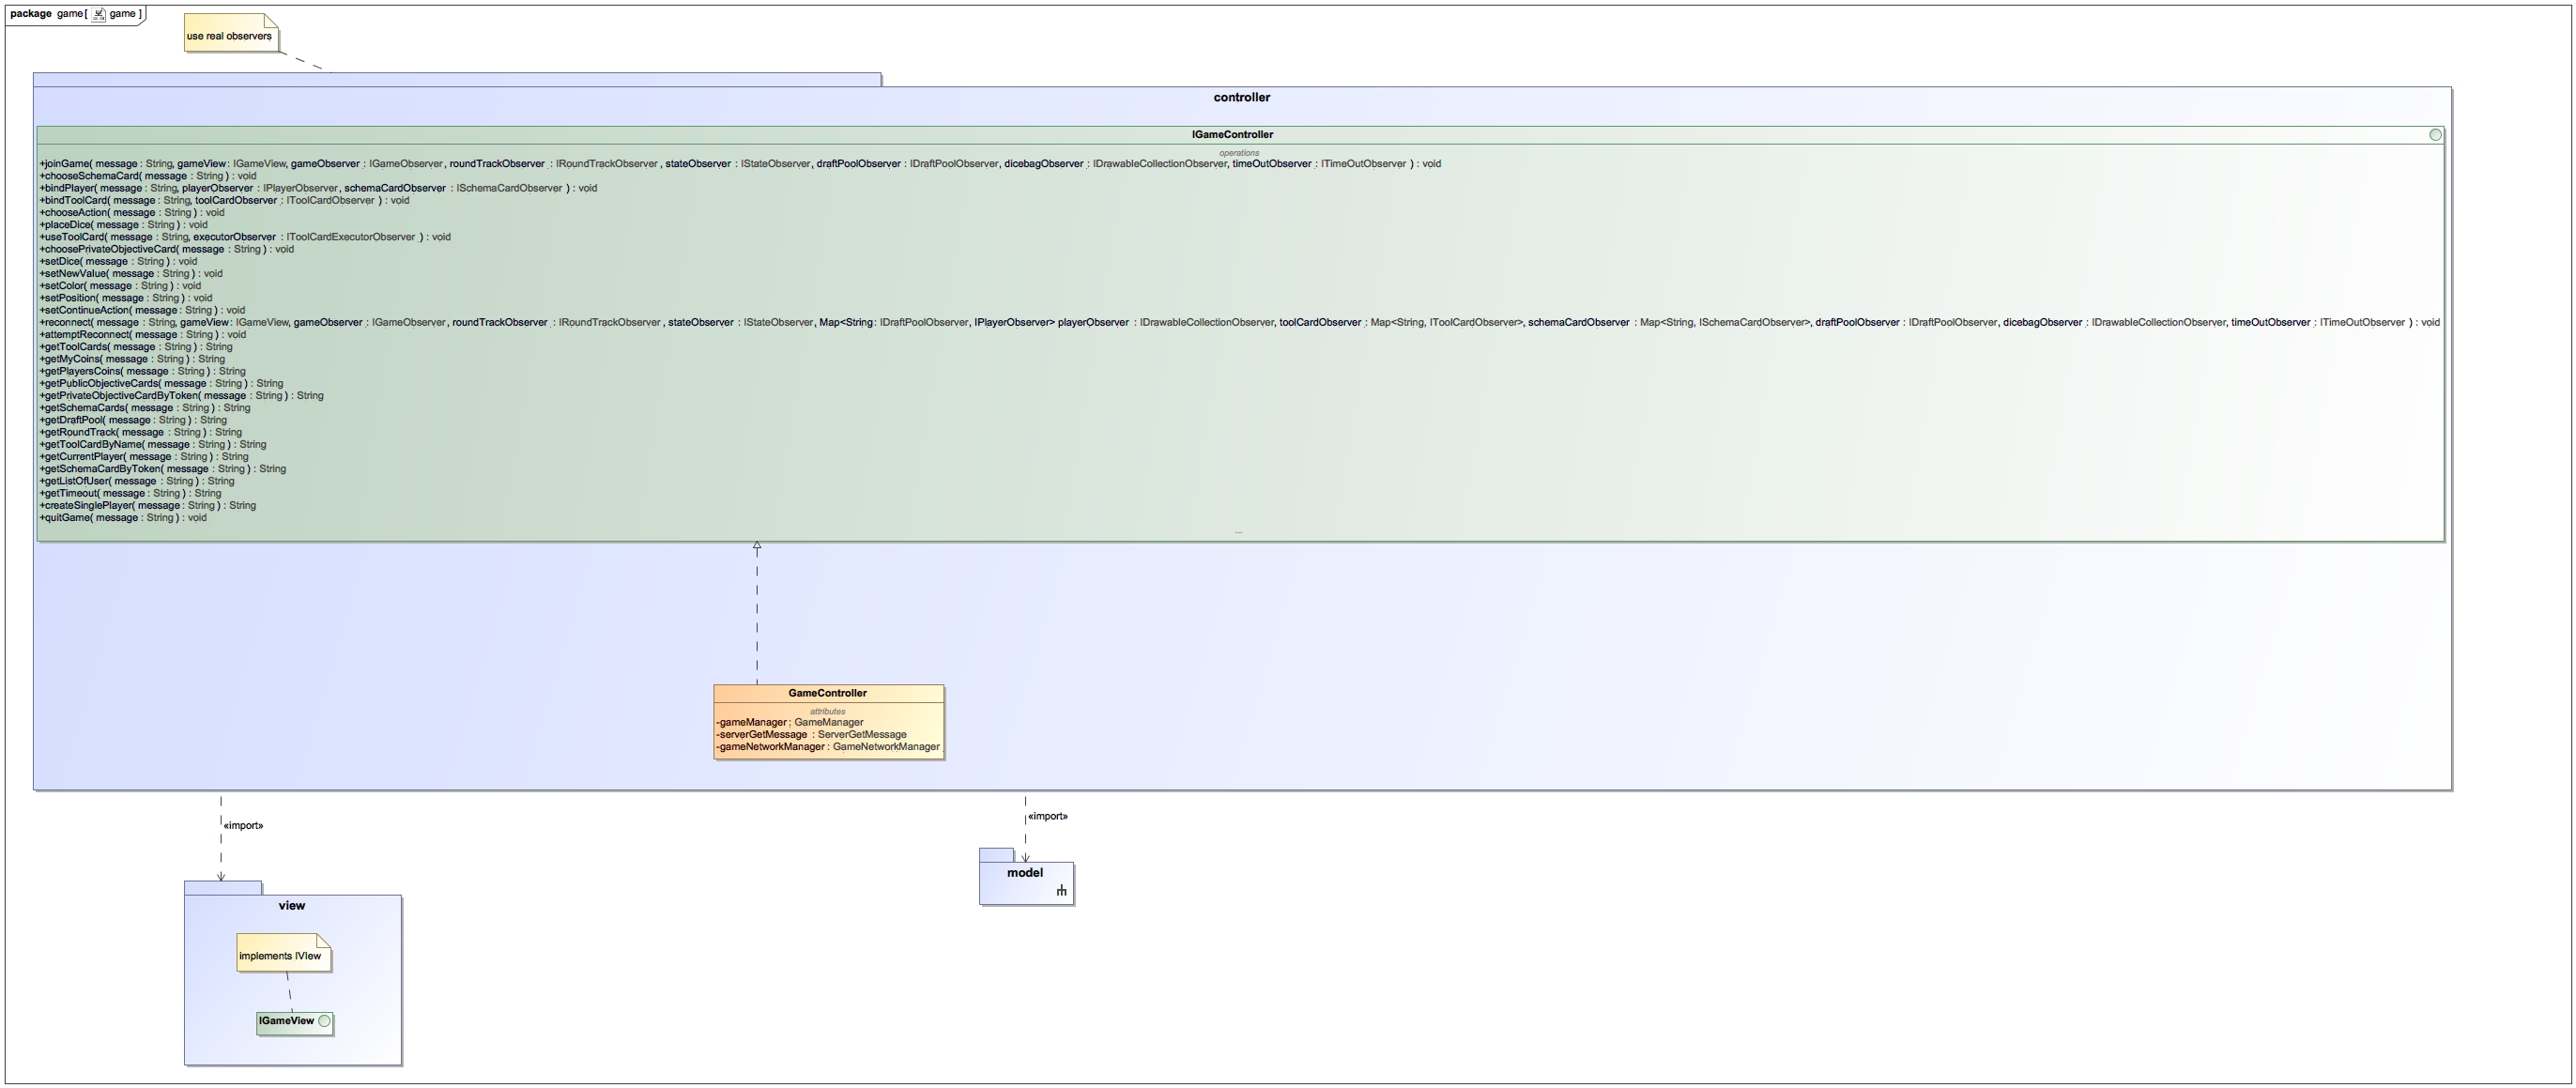 package game[ game ]
use real observers
controller
IGameController
operations
+joinGame( message : String, gameView : IGameView, gameObserver : IGameObserver, roundTrackObserver : IRoundTrackObserver, stateObserver : IStateObserver, draftPoolObserver : IDraftPoolObserver, dicebagObserver : IDrawableCollectionObserver, timeOutObserver : ITimeOutObserver ) : void
+chooseSchemaCard( message : String ) : void
+bindPlayer( message : String, playerObserver : IPlayerObserver, schemaCardObserver : ISchemaCardObserver ) : void
+bindToolCard( message : String, toolCardObserver : IToolCardObserver ) : void
+chooseAction( message : String ) : void
+placeDice( message : String ) : void
+useToolCard( message : String, executorObserver : IToolCardExecutorObserver ) : void
+choosePrivateObjectiveCard( message : String ) : void
+setDice( message : String ) : void
+setNewValue( message : String ) : void
+setColor( message : String ) : void
+setPosition( message : String ) : void
+setContinueAction( message : String ) : void
+reconnect( message : String, gameView : IGameView, gameObserver : IGameObserver, roundTrackObserver : IRoundTrackObserver, stateObserver : IStateObserver, Map<String : IDraftPoolObserver, IPlayerObserver> playerObserver : IDrawableCollectionObserver, toolCardObserver : Map<String, IToolCardObserver>, schemaCardObserver : Map<String, ISchemaCardObserver>, draftPoolObserver : IDraftPoolObserver, dicebagObserver : IDrawableCollectionObserver, timeOutObserver : ITimeOutObserver ) : void
+attemptReconnect( message : String ) : void
+getToolCards( message : String ) : String
+getMyCoins( message : String ) : String
+getPlayersCoins( message : String ) : String
+getPublicObjectiveCards( message : String ) : String
+getPrivateObjectiveCardByToken( message : String ) : String
+getSchemaCards( message : String ) : String
+getDraftPool( message : String ) : String
+getRoundTrack( message : String ) : String
+getToolCardByName( message : String ) : String
+getCurrentPlayer( message : String ) : String
+getSchemaCardByToken( message : String ) : String
+getListOfUser( message : String ) : String
+getTimeout( message : String ) : String
+createSinglePlayer( message : String ) : String
+quitGame( message : String ) : void
...
GameController
attributes
-gameManager : GameManager
-serverGetMessage : ServerGetMessage
-gameNetworkManager : GameNetworkManager
«import»
«import»
model
view
implements IVIew
IGameView